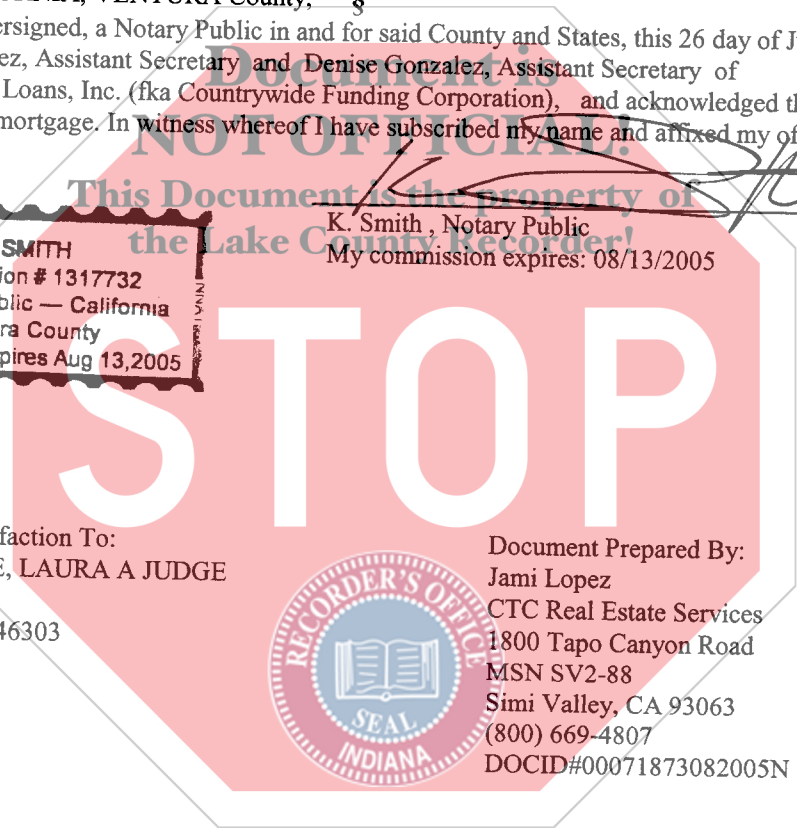 VENTURA County, §
ersigned, a Notary Public in and for said County and States, this 26 day of J
ez, Assistant Secretary and Denise Gonzalez, Assistant Secretary of
Loans, Inc. (fka Countrywide Funding Corporation), and acknowledged th
mortgage. In witness whereof I have subscribed my name and affixed my of
Document is
NOT OFFICIAL!
This Document is the property of
the Lake County Recorder!
K. Smith , Notary Public
My commission expires: 08/13/2005
SMITH
ion # 1317732
blic — California
ra County
pires Aug 13,2005
STOP
faction To:
E, LAURA A JUDGE
46303
RECORDER'S OFFICE
SEAL
INDIANA
Document Prepared By:
Jami Lopez
CTC Real Estate Services
1800 Tapo Canyon Road
MSN SV2-88
Simi Valley, CA 93063
(800) 669-4807
DOCID#00071873082005N